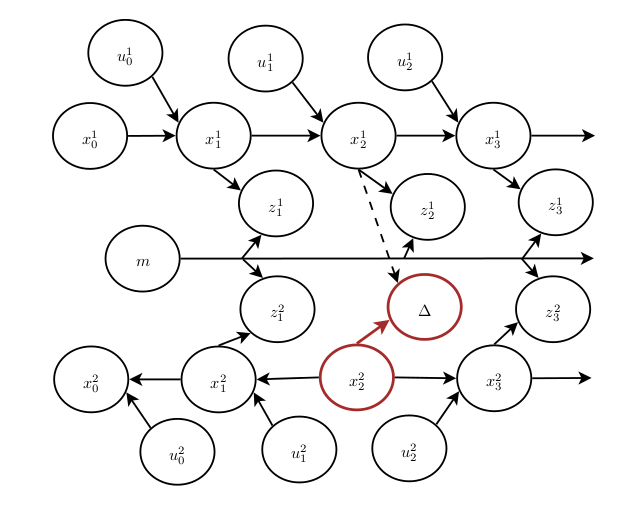 u_0^1 u_1^1 u_2^1
x_0^1 x_1^1 x_2^1 x_3^1
z_1^1 z_2^1 z_3^1
m
z_1^2 Δ z_3^2
x_0^2 x_1^2 x_2^2 x_3^2
u_0^2 u_1^2 u_2^2